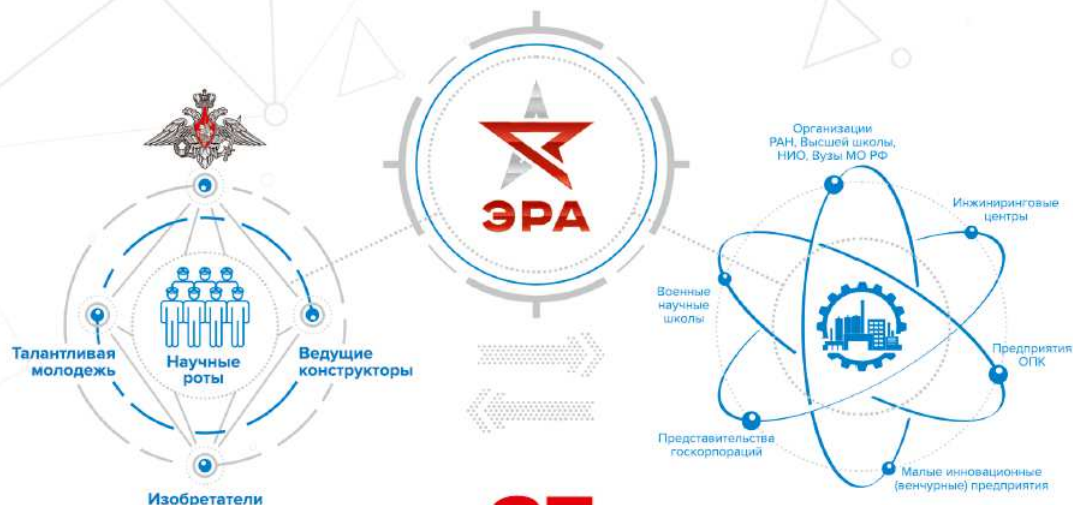 ЭРА
Организации
РАН, Высшей школы,
НИО, Вузы МО РФ
Инжиниринговые
центры
Военные
научные
школы
Предприятия
ОПК
Представительства
госкорпораций
Малые инновационные
(венчурные) предприятия
Талантливая
молодежь
Научные
роты
Ведущие
конструкторы
Изобретатели